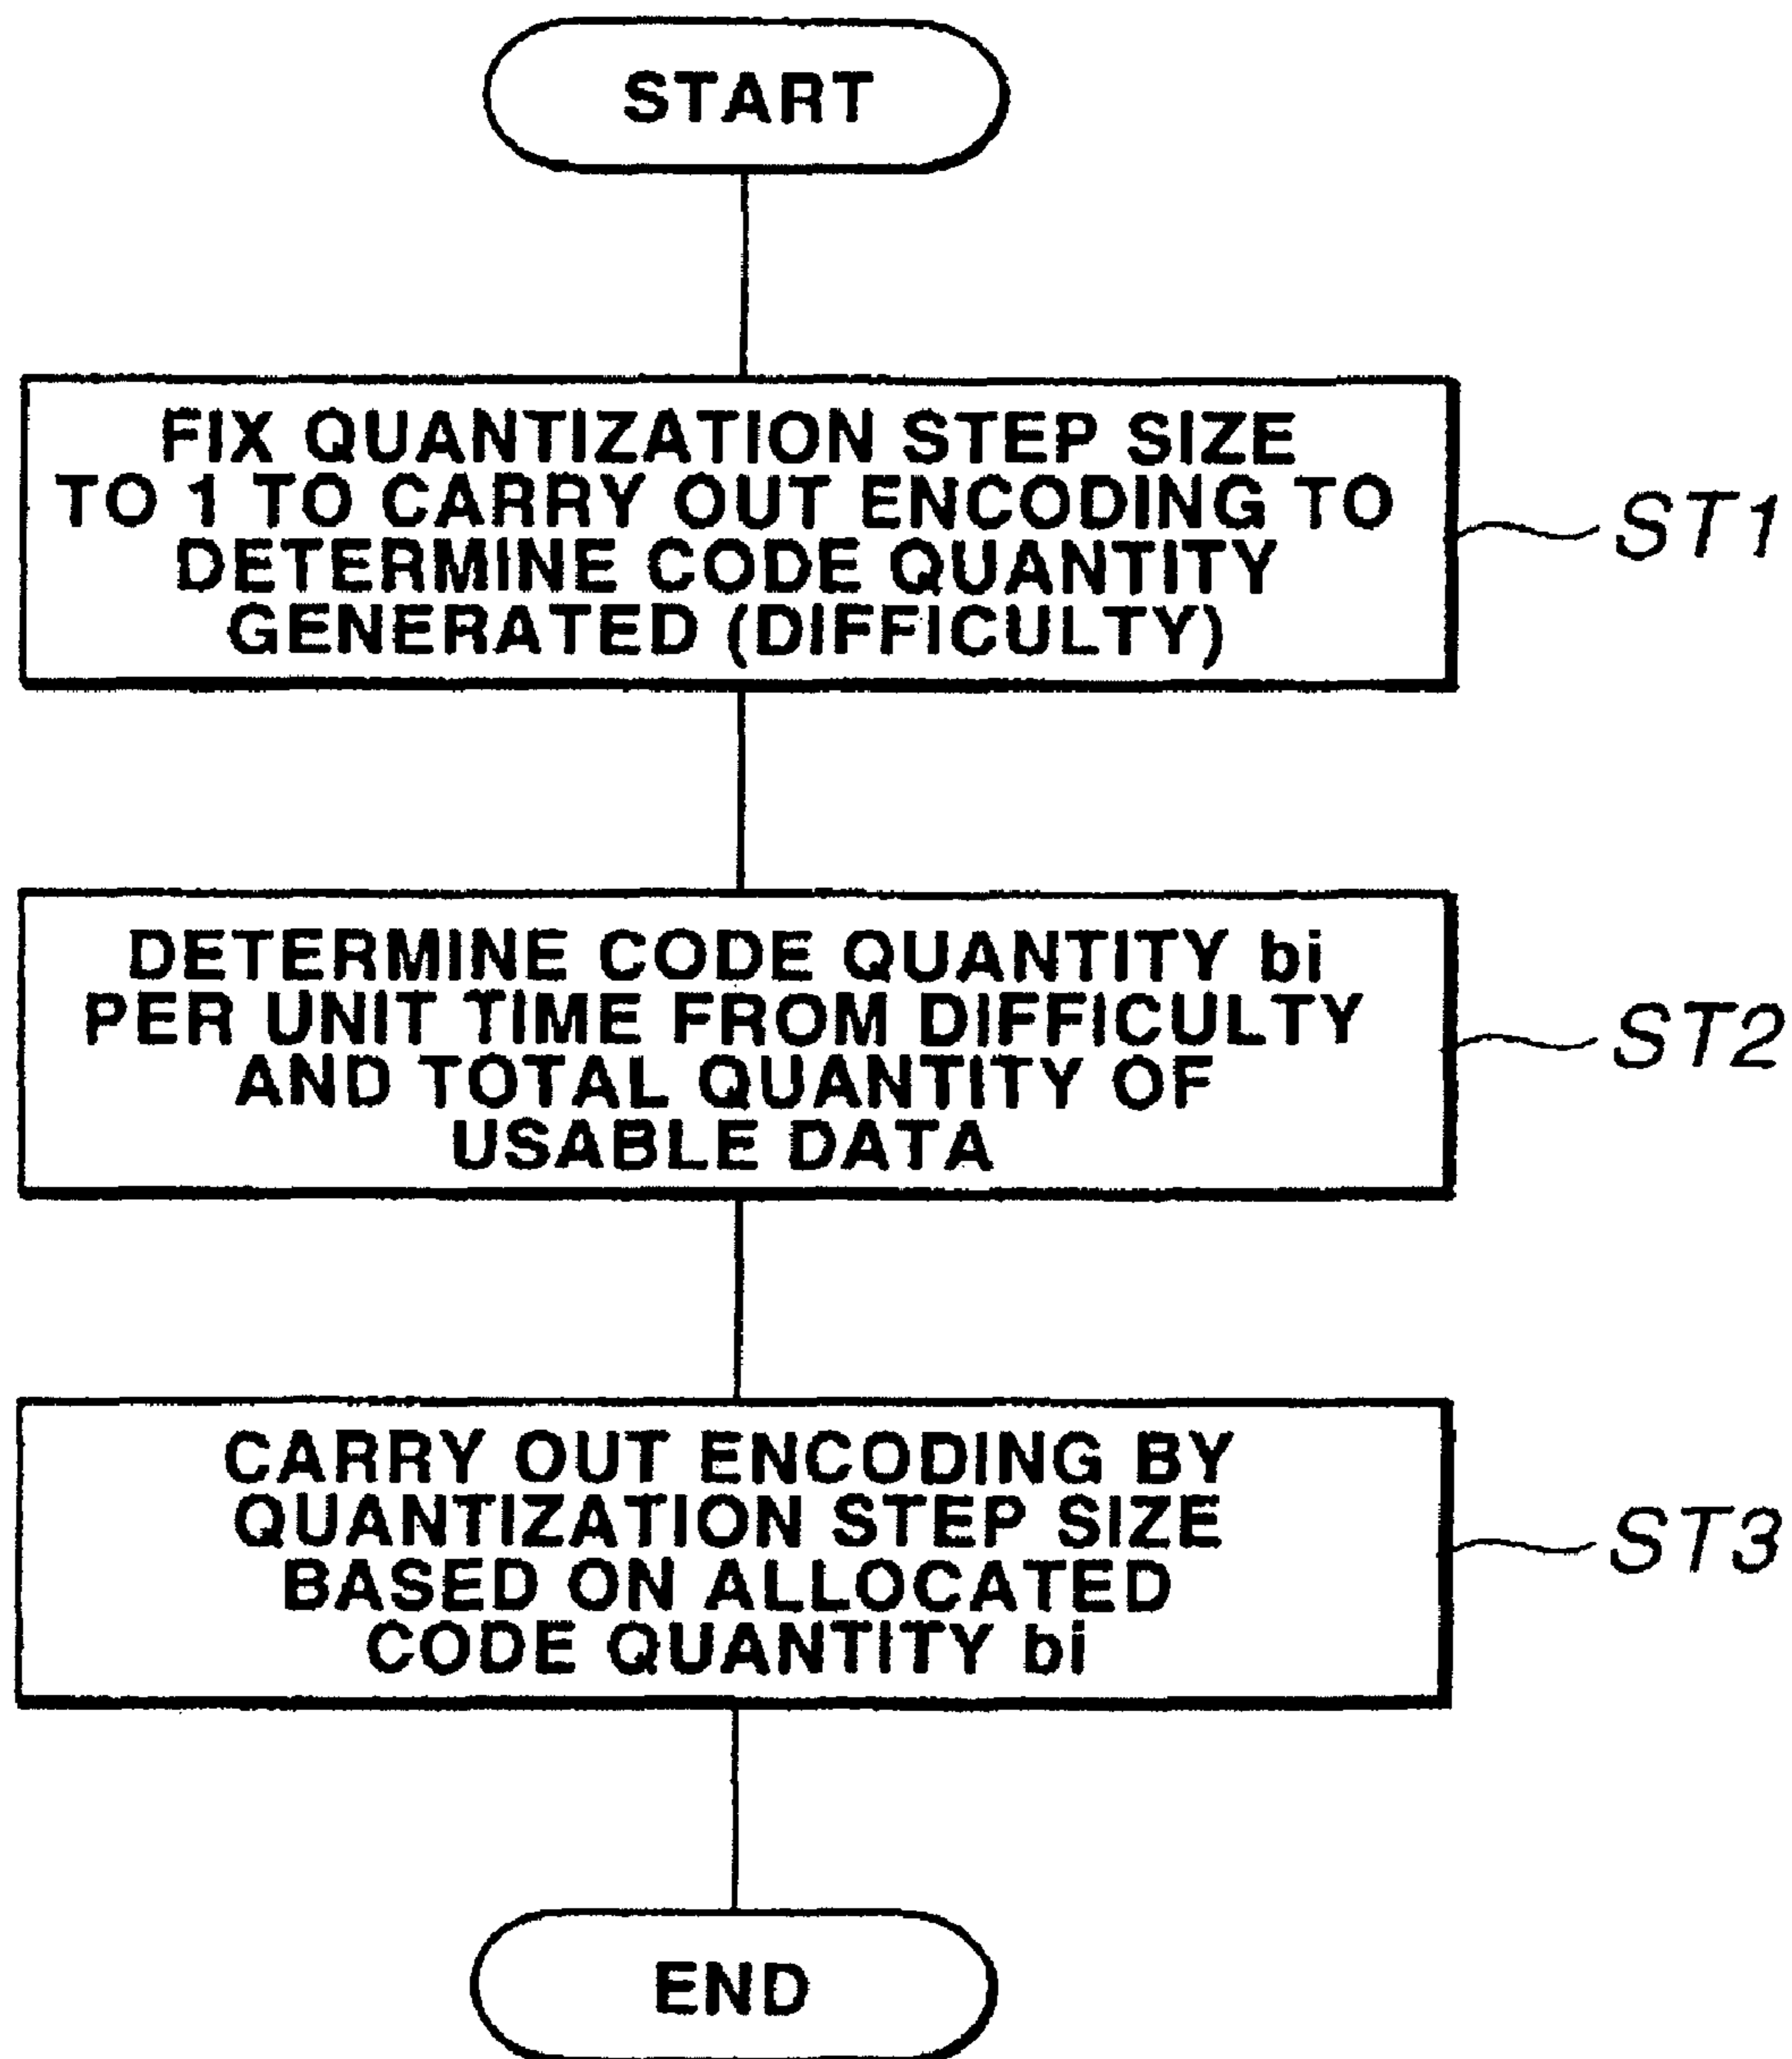 START
FIX QUANTIZATION STEP SIZE
TO 1 TO CARRY OUT ENCODING TO
DETERMINE CODE QUANTITY
GENERATED (DIFFICULTY)
ST1
DETERMINE CODE QUANTITY bi
PER UNIT TIME FROM DIFFICULTY
AND TOTAL QUANTITY OF
USABLE DATA
ST2
CARRY OUT ENCODING BY
QUANTIZATION STEP SIZE
BASED ON ALLOCATED
CODE QUANTITY bi
ST3
END